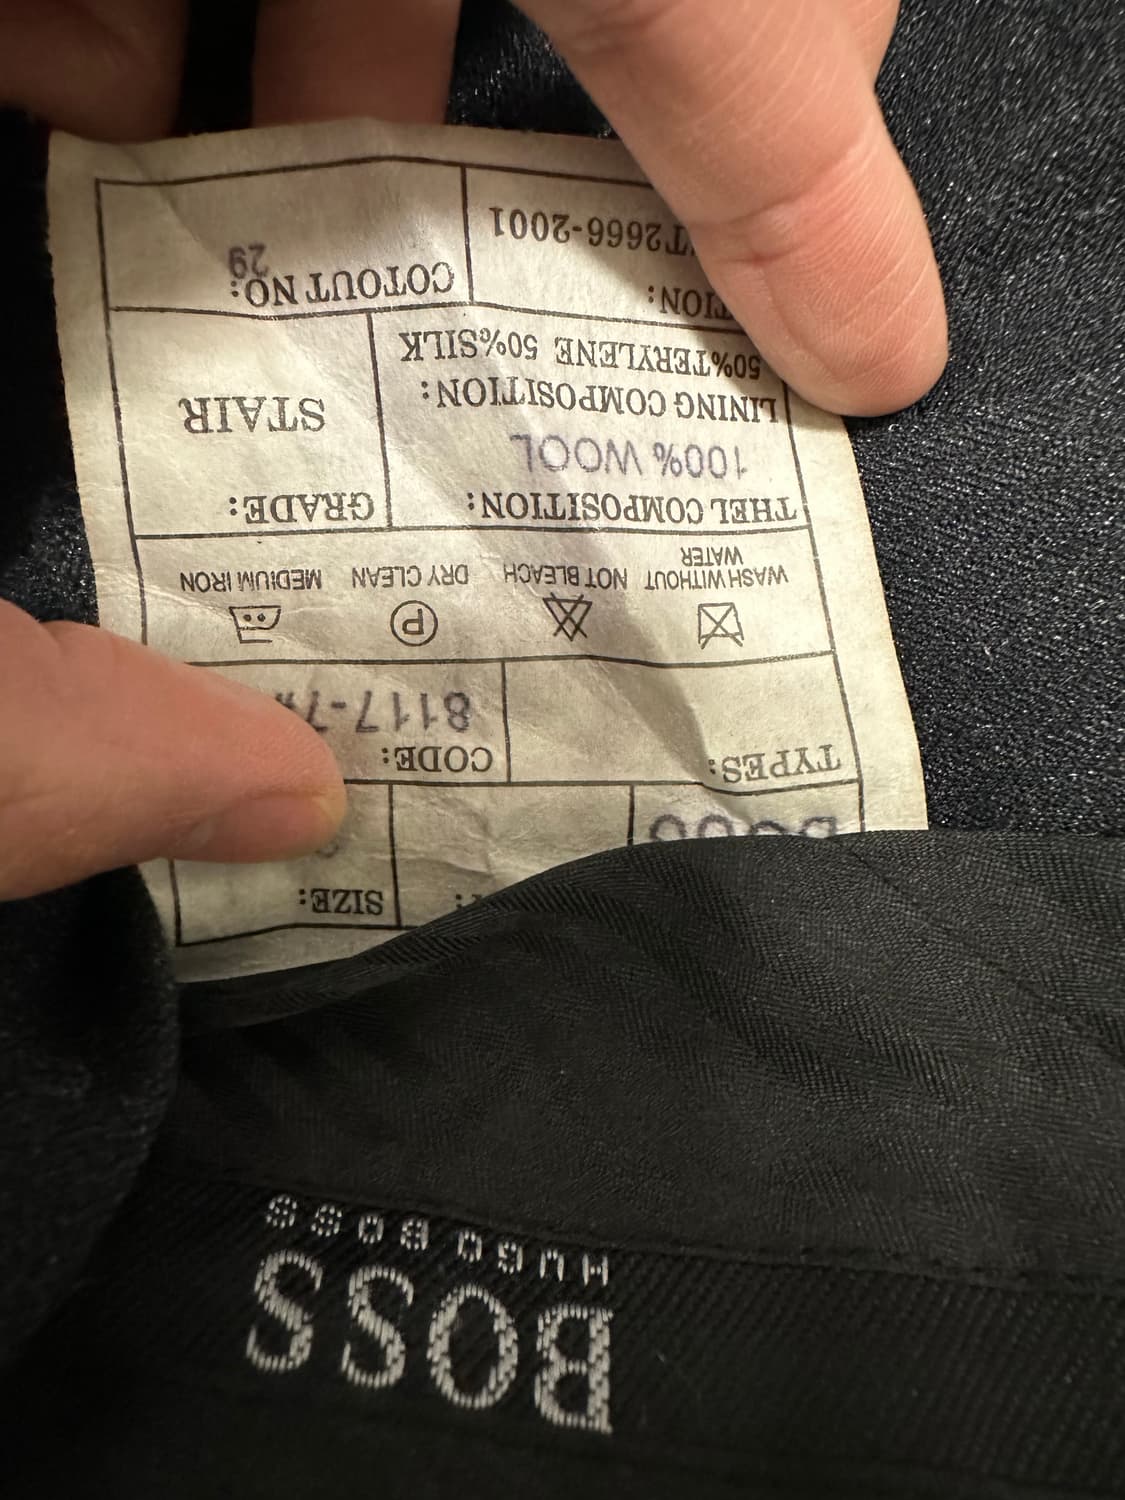 SIZE:
TYPES:
CODE:
8117-7
WASH WITHOUT WATER
NOT BLEACH
DRY CLEAN
P
MEDIUM IRON
THEL COMPOSITION:
100% WOOL
LINING COMPOSITION:
50%TERYLENE 50%SILK
GRADE:
STAIR
TION:
T2666-2001
COTOUT NO:
29
BOSS
HUGO BOSS